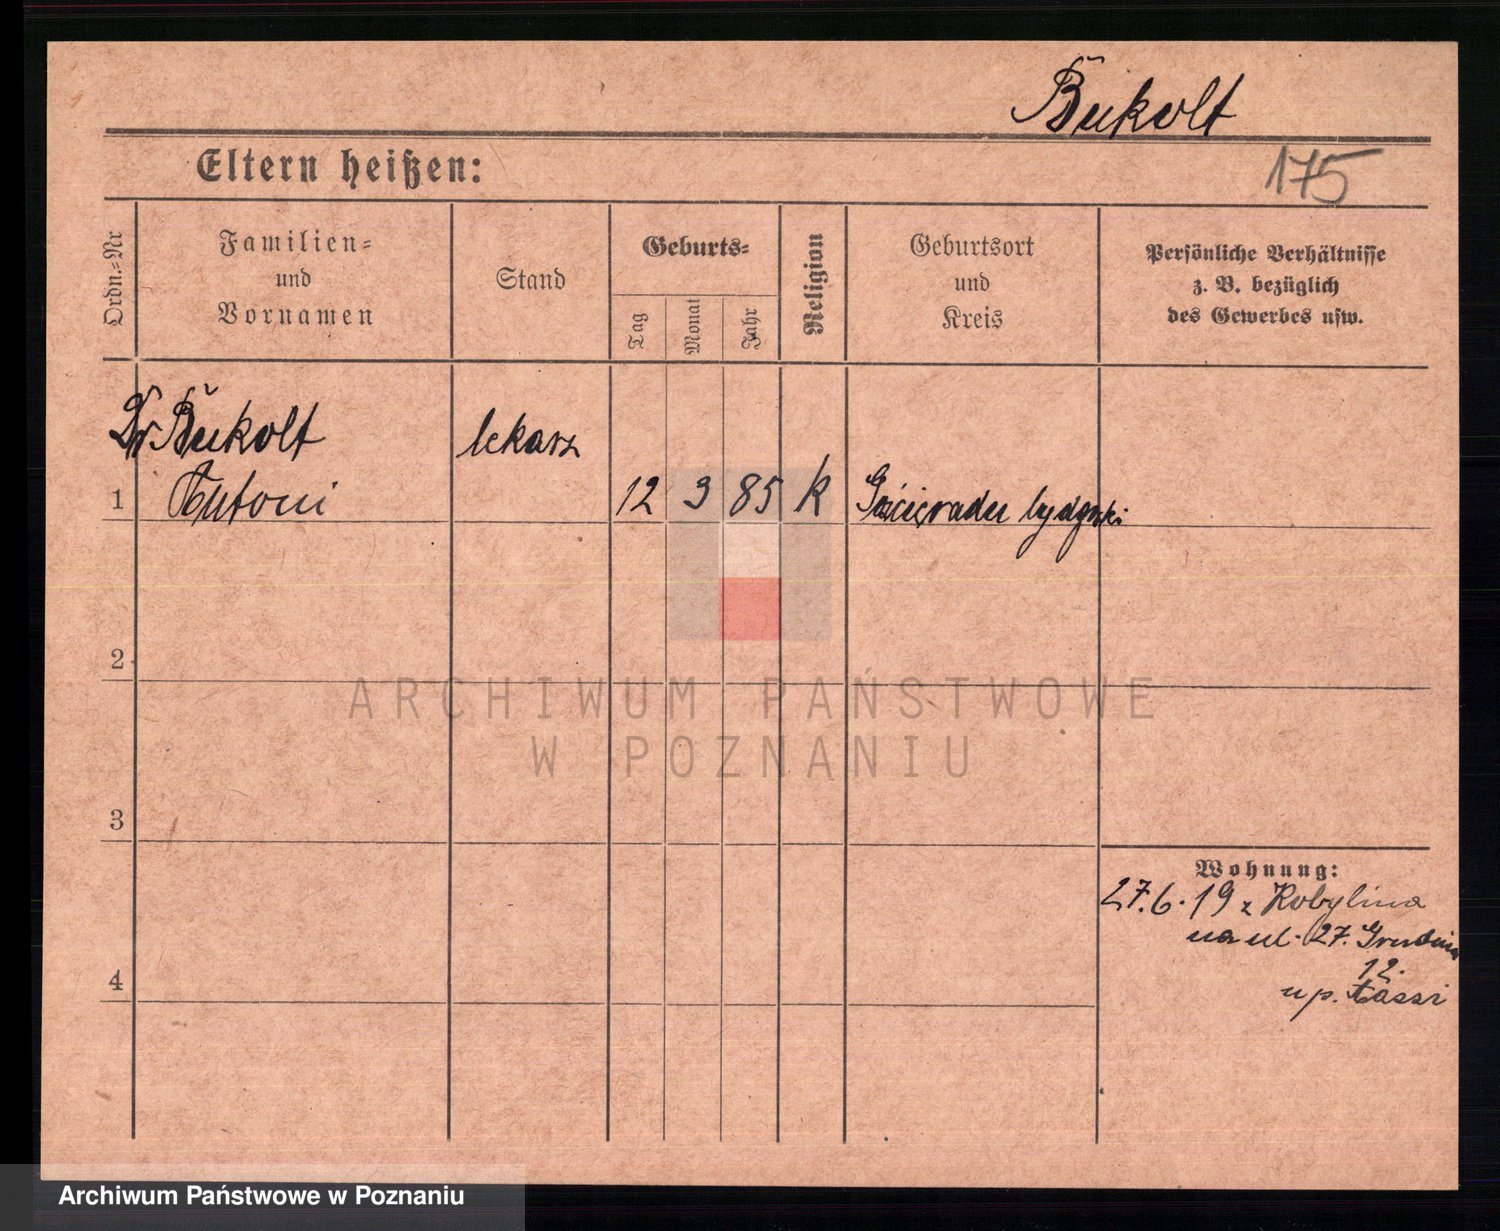 Bukolt
Eltern heißen:
175
Ordn.=Nr
Familien=
und
Vornamen
Stand
Geburts=
Tag
Monat
Jahr
Religion
Geburtsort
und
Kreis
Persönliche Verhältnisse
z. B. bezüglich
des Gewerbes usw.
Dr Bukolt
lekarz
1
Antoni
12
3
85
k
bydgoski
2
ARCHIWUM PAŃSTWOWE
W POZNANIU
3
Wohnung:
27.6.19 z Kobylina
na ul. 27. Grudnia
12.
u p.
4
Archiwum Państwowe w Poznaniu